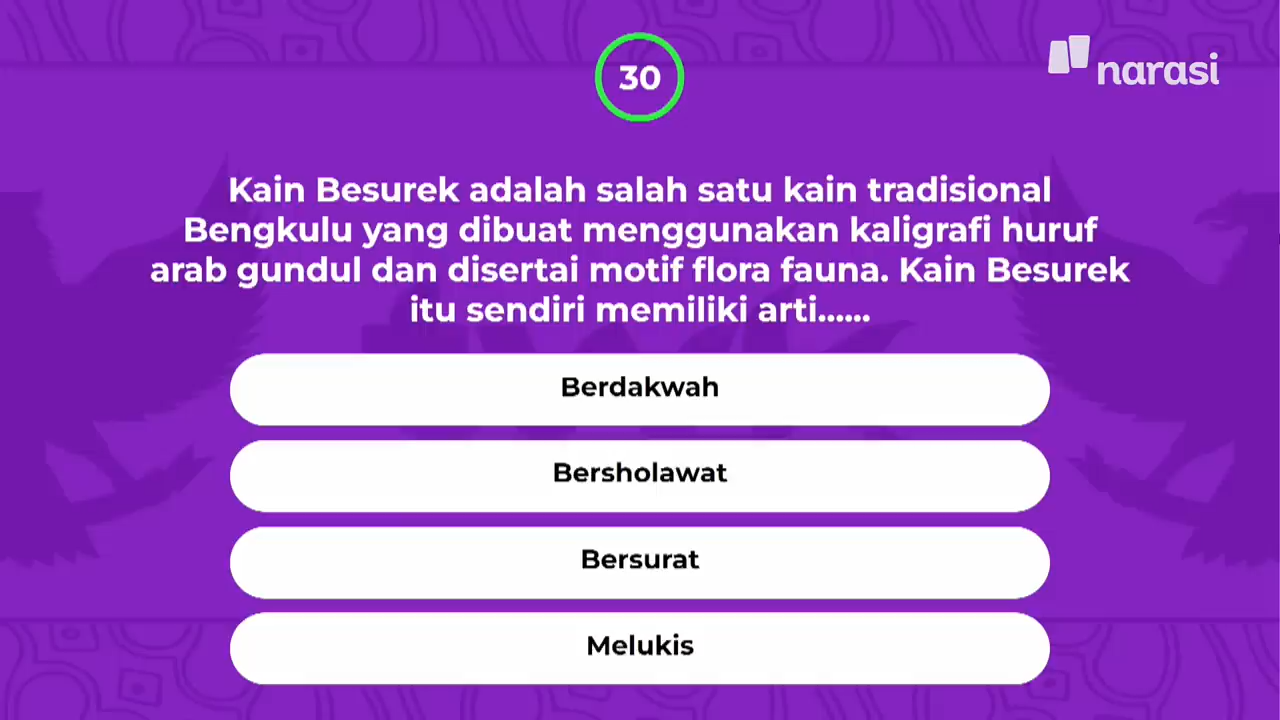 30
narasi
Kain Besurek adalah salah satu kain tradisional
Bengkulu yang dibuat menggunakan kaligrafi huruf
arab gundul dan disertai motif flora fauna. Kain Besurek
itu sendiri memiliki arti......
Berdakwah
Bersholawat
Bersurat
Melukis